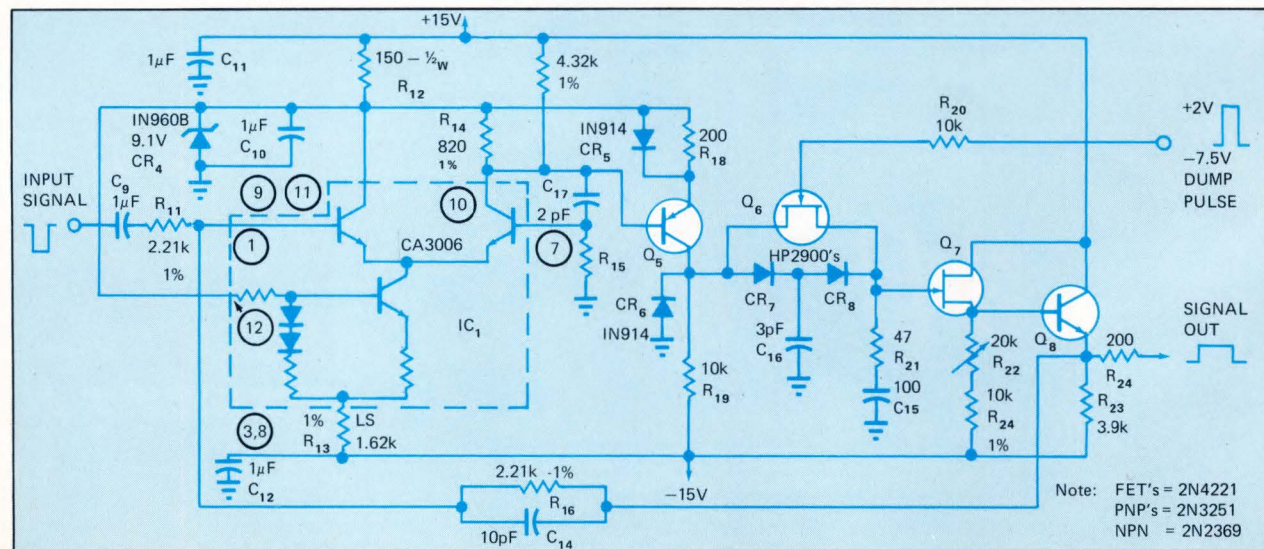 +15V
1μF
C11
150 – ½W
R12
4.32k
1%
IN960B
9.1V
CR4
1μF
C10
R14
820
1%
IN914
CR5
200
R18
R20
10k
+2V
–7.5V
DUMP
PULSE
INPUT
SIGNAL
C9
1μF
R11
2.21k
1%
9
11
10
1
CA3006
C17
2 pF
7
R15
Q5
Q6
HP2900's
CR7
CR8
Q7
12
IC1
CR6
IN914
3pF
C16
47
R21
100
C15
20k
R22
10k
R24
1%
Q8
SIGNAL
OUT
200
R24
R23
3.9k
10k
R19
3,8
1%
R13
LS
1.62k
1μF
C12
–15V
2.21k -1%
R16
10pF
C14
Note: FET's = 2N4221
PNP's = 2N3251
NPN = 2N2369